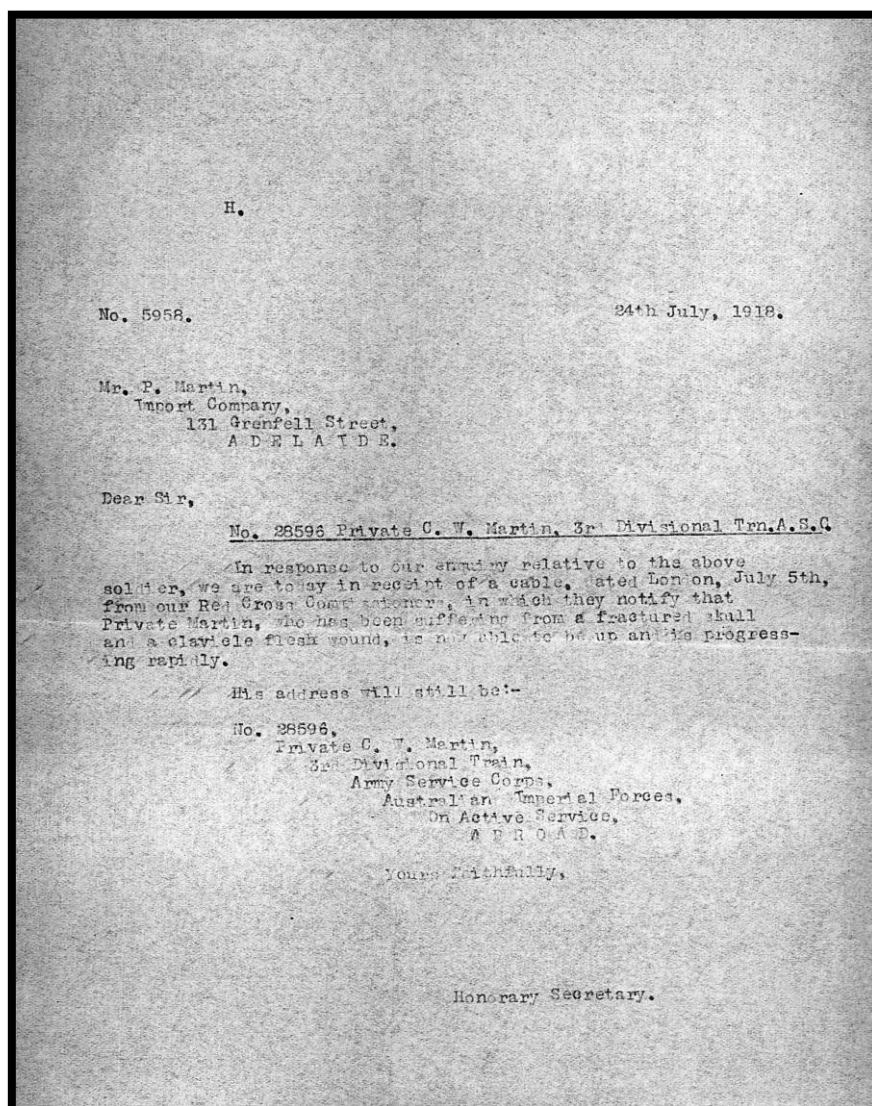 H.
No. 5958.
24th July, 1918.
Mr. P. Martin,
Import Company,
131 Grenfell Street,
A D E L A I D E.
Dear Sir,
No. 28596 Private C. W. Martin, 3rd Divisional Trn.A.S.C
In response to our enquiry relative to the above
soldier, we are today in receipt of a cable, dated London, July 5th,
from our Red Cross Commissioners, in which they notify that
Private Martin, who has been suffering from a fractured skull
and a clavicle flesh wound, is now able to be up and is progress-
ing rapidly.
His address will still be:-
No. 28596,
Private C. W. Martin,
3rd Divisional Train,
Army Service Corps,
Australian Imperial Forces,
On Active Service,
A B R O A D.
Yours faithfully,
Honorary Secretary.